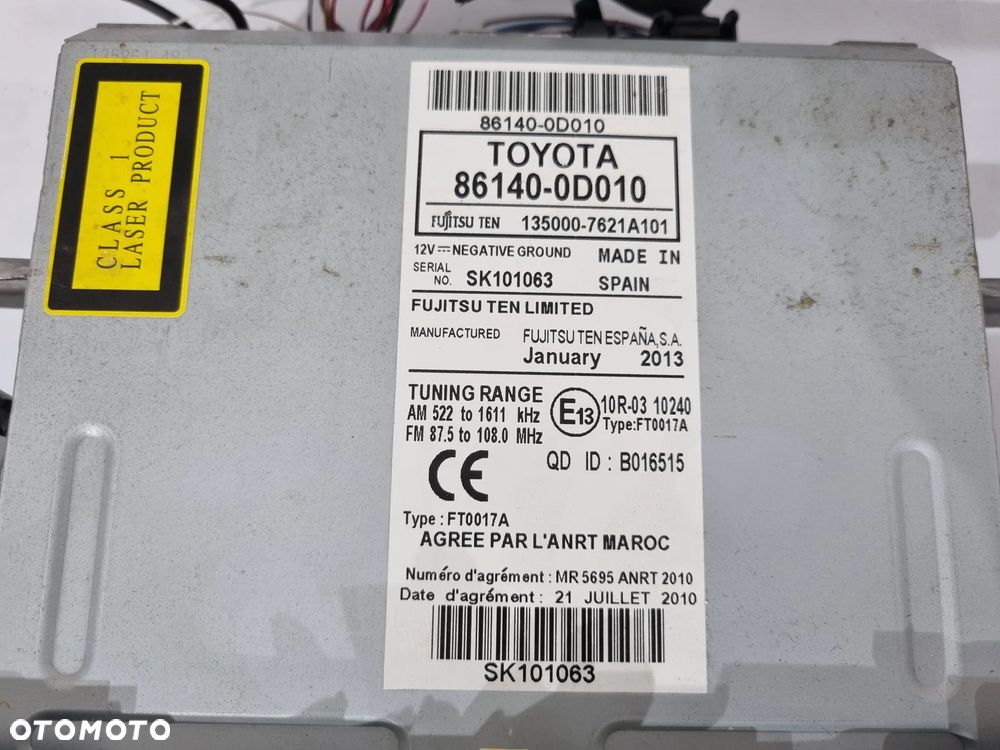 CLASS 1
LASER PRODUCT
86140-0D010
TOYOTA
86140-0D010
FUJITSU TEN 135000-7621A101
12V NEGATIVE GROUND MADE IN
SERIAL NO. SK101063 SPAIN
FUJITSU TEN LIMITED
MANUFACTURED FUJITSU TEN ESPAÑA,S.A.
January 2013
TUNING RANGE
AM 522 to 1611 kHz
FM 87.5 to 108.0 MHz
E13 10R-03 10240
Type:FT0017A
CE QD ID : B016515
Type : FT0017A
AGREE PAR L'ANRT MAROC
Numéro d'agrément : MR 5695 ANRT 2010
Date d'agrément : 21 JUILLET 2010
SK101063
OTOMOTO